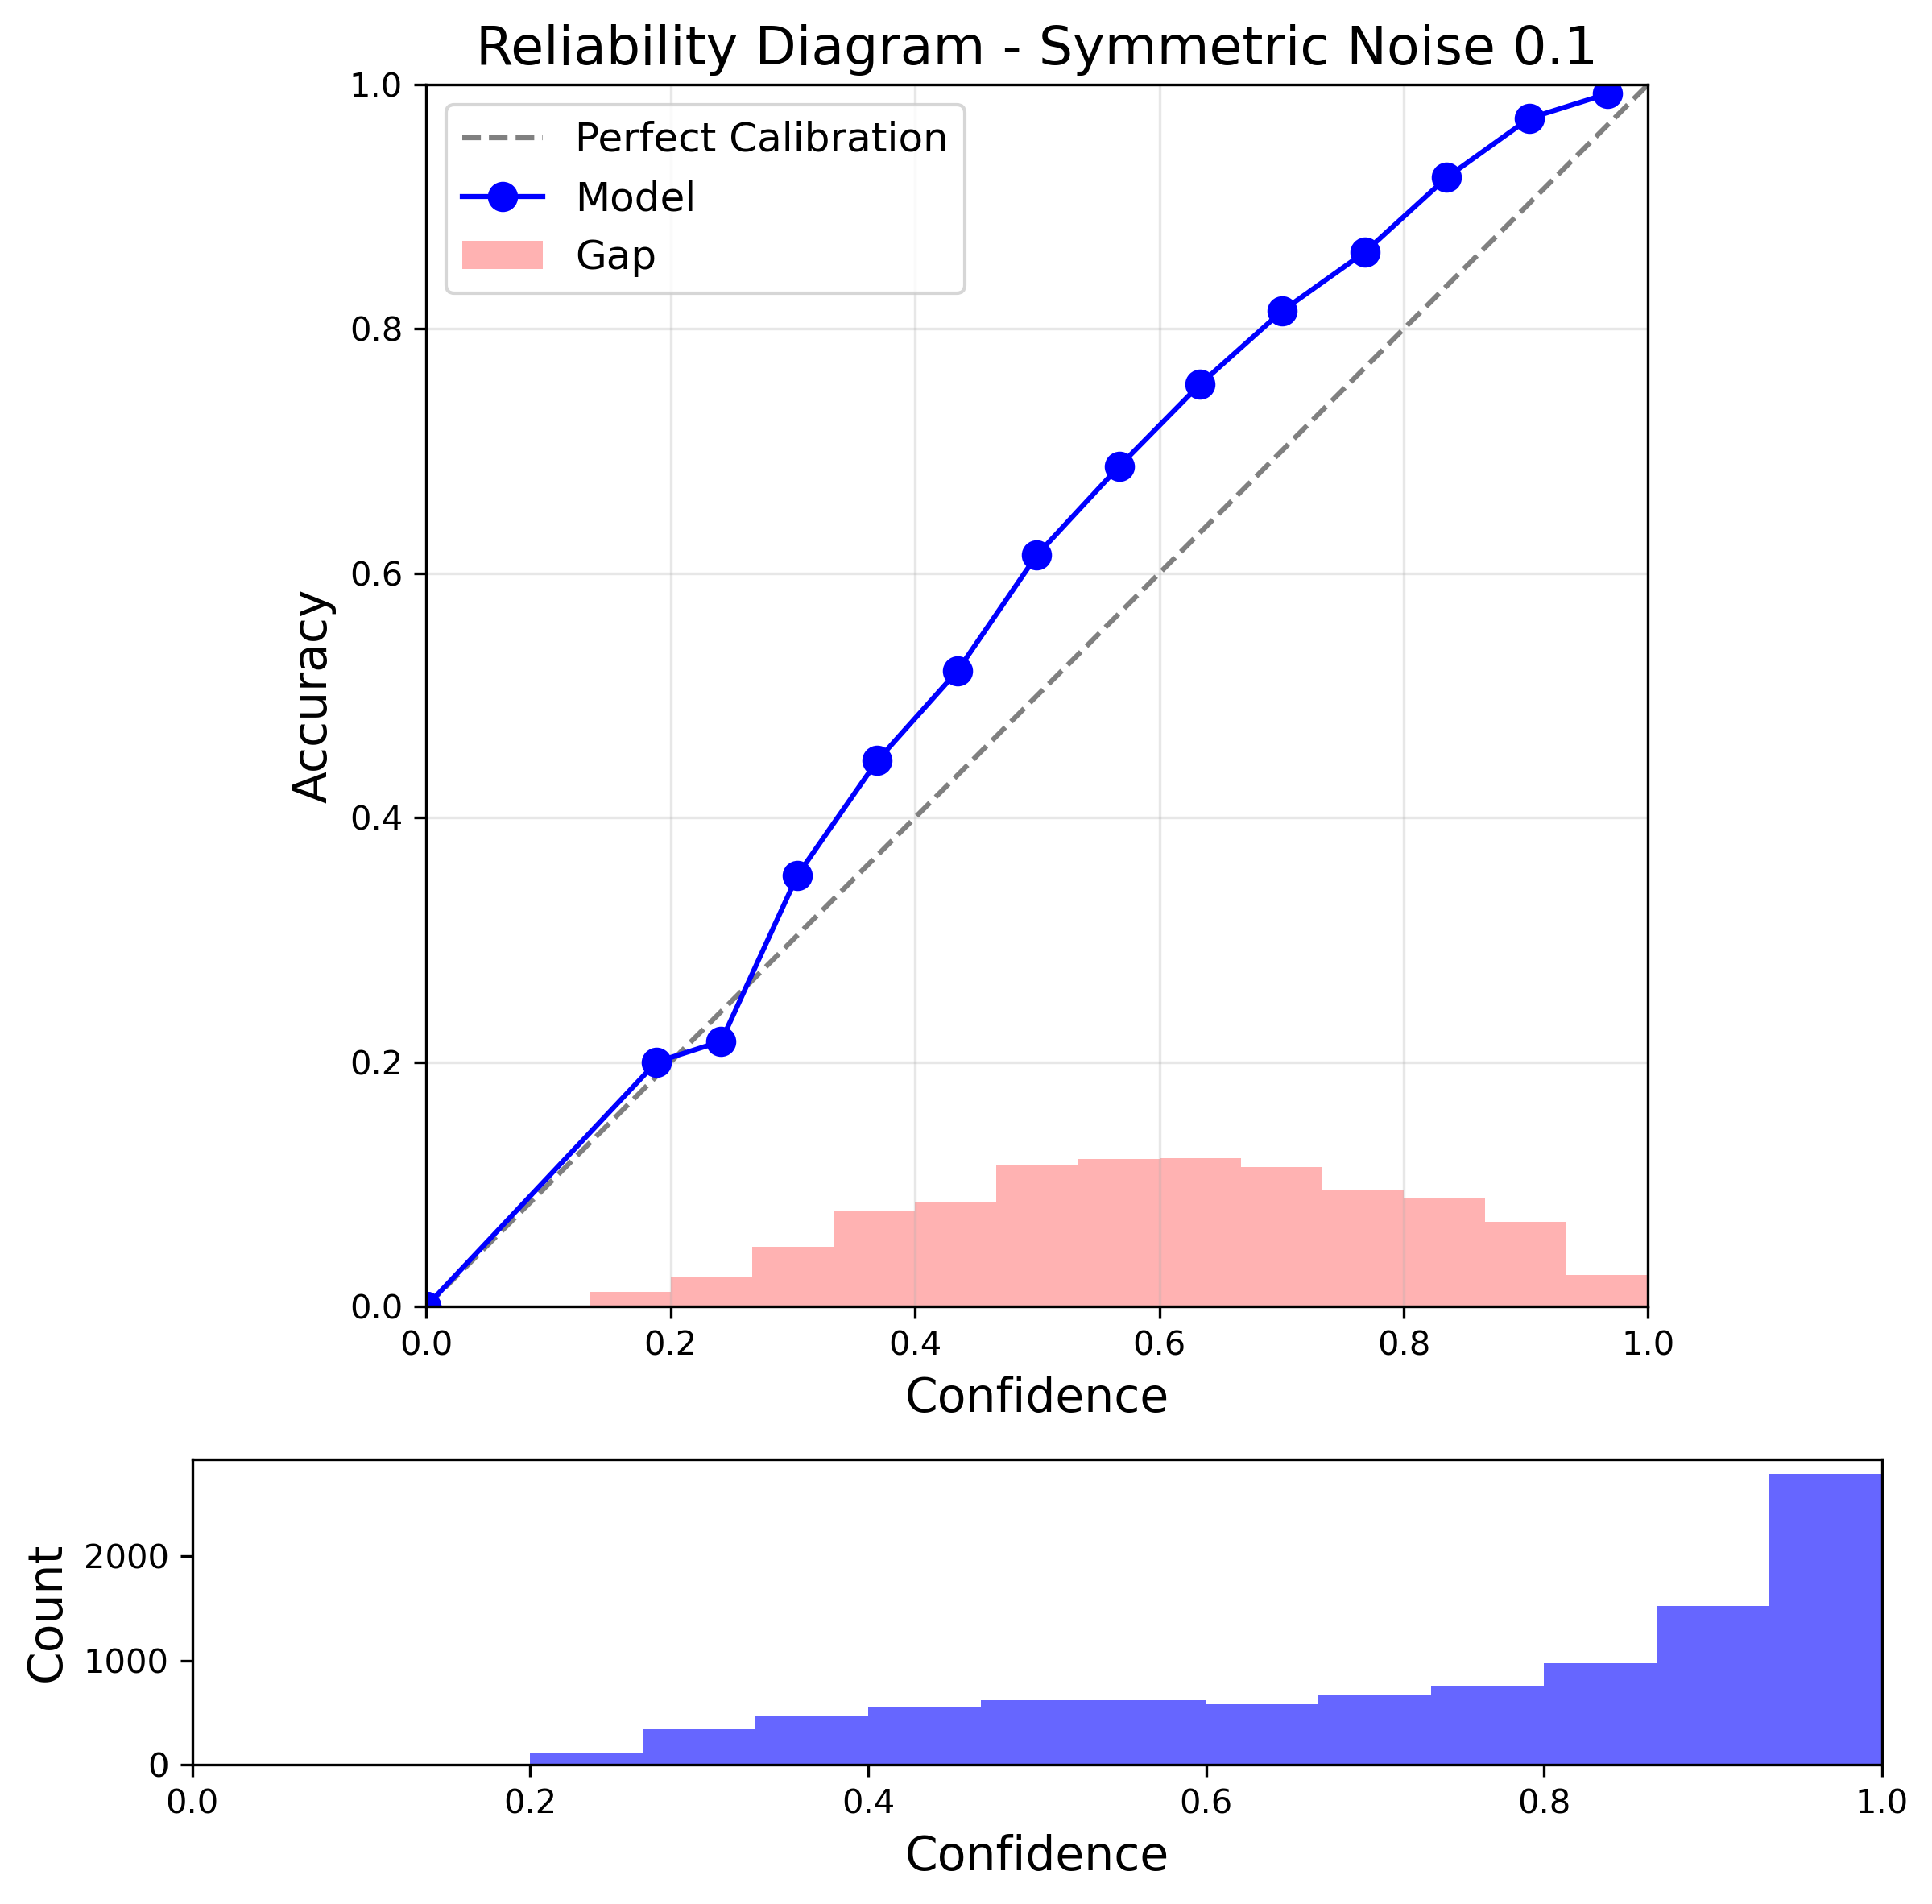 Reliability Diagram - Symmetric Noise 0.1
Perfect Calibration
Model
Gap
Accuracy
1.0
0.8
0.6
0.4
0.2
0.0
0.0 0.2 0.4 0.6 0.8 1.0
Confidence
Count
2000
1000
0
0.0 0.2 0.4 0.6 0.8 1.0
Confidence